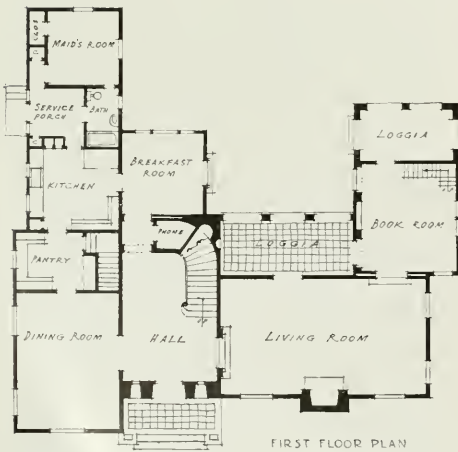 CLOS
MAID'S ROOM
SERVICE
PORCH
BATH
LOGGIA
BREAKFAST
ROOM
KITCHEN
PHONE
LOGGIA
BOOK ROOM
PANTRY
DINING ROOM
HALL
LIVING ROOM
FIRST FLOOR PLAN